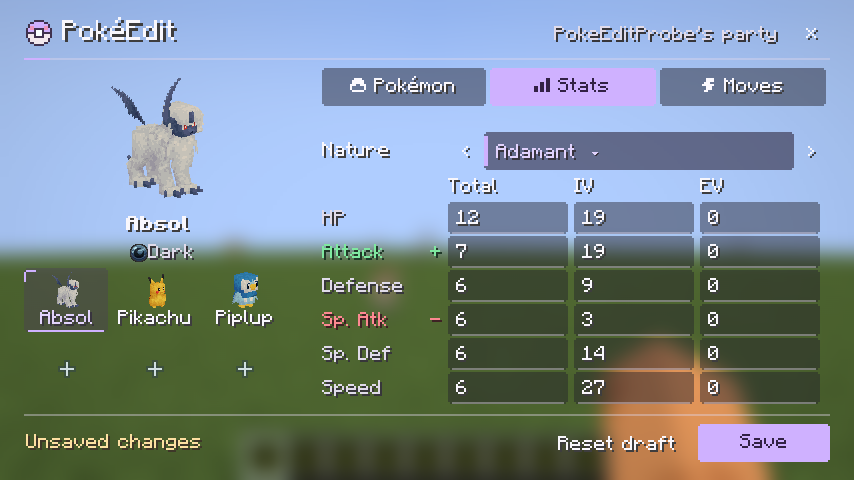 PokéEdit
PokeEditProbe's party ×
Pokémon
Stats
Moves
Nature < Adamant >
Total IV EV
HP 12 19 0
Attack + 7 19 0
Defense 6 9 0
Sp. Atk - 6 3 0
Sp. Def 6 14 0
Speed 6 27 0
Absol
Dark
Absol Pikachu Piplup
+ + +
Unsaved changes
Reset draft
Save